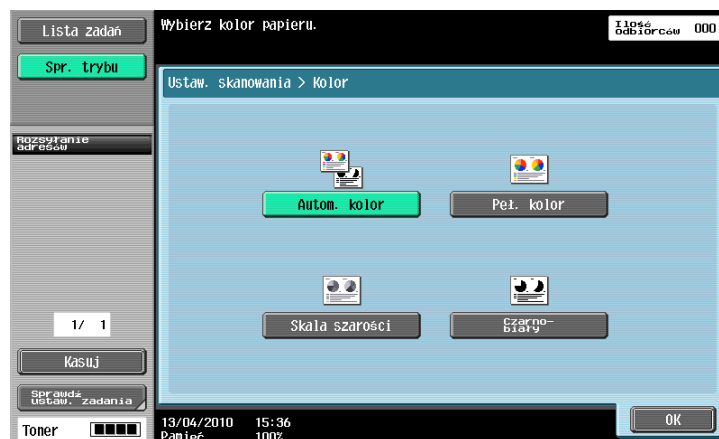 Lista zadań
Wybierz kolor papieru.
Ilość
odbiorców 000
Spr. trybu
Ustaw. skanowania > Kolor
Rozsyłanie
adresów
Autom. kolor
Peł. kolor
Skala szarości
Czarno-
biały
1/ 1
Kasuj
Sprawdź
ustaw. zadania
Toner
13/04/2010 15:36
Pamięć 100%
OK